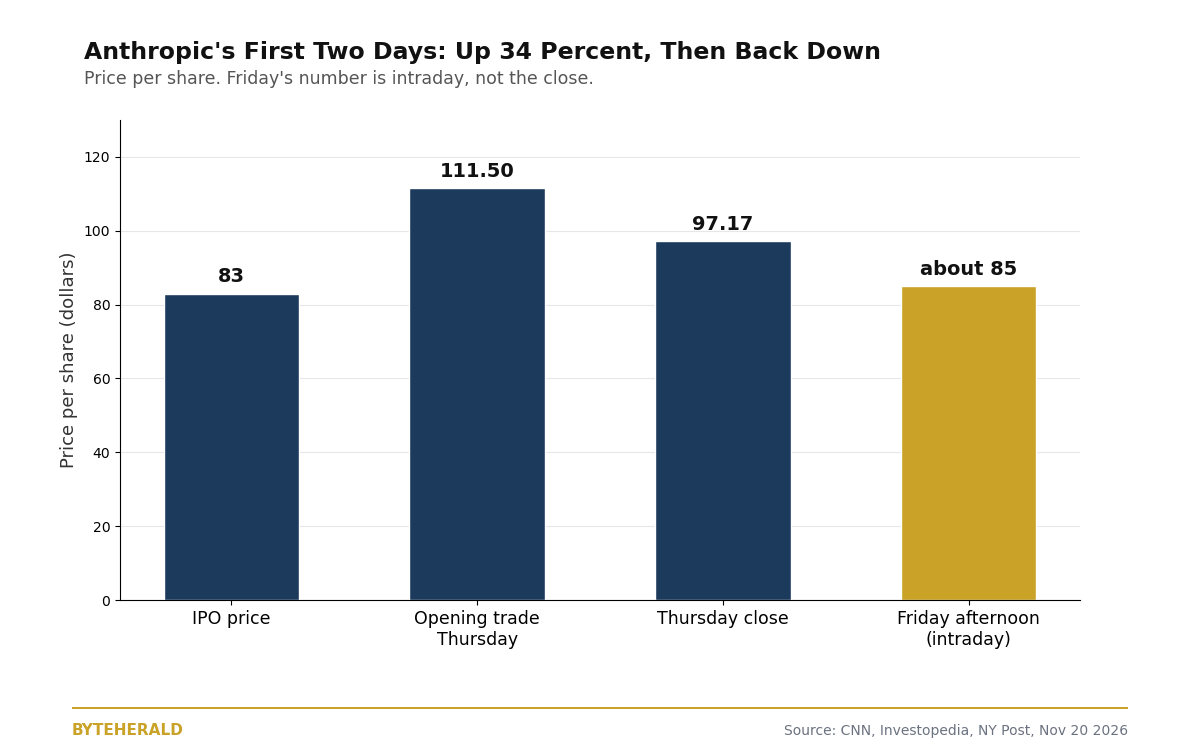 Anthropic's First Two Days: Up 34 Percent, Then Back Down
Price per share. Friday's number is intraday, not the close.
Price per share (dollars)
120
100
80
60
40
20
0
83
111.50
97.17
about 85
IPO price
Opening trade
Thursday
Thursday close
Friday afternoon
(intraday)
BYTEHERALD
Source: CNN, Investopedia, NY Post, Nov 20 2026